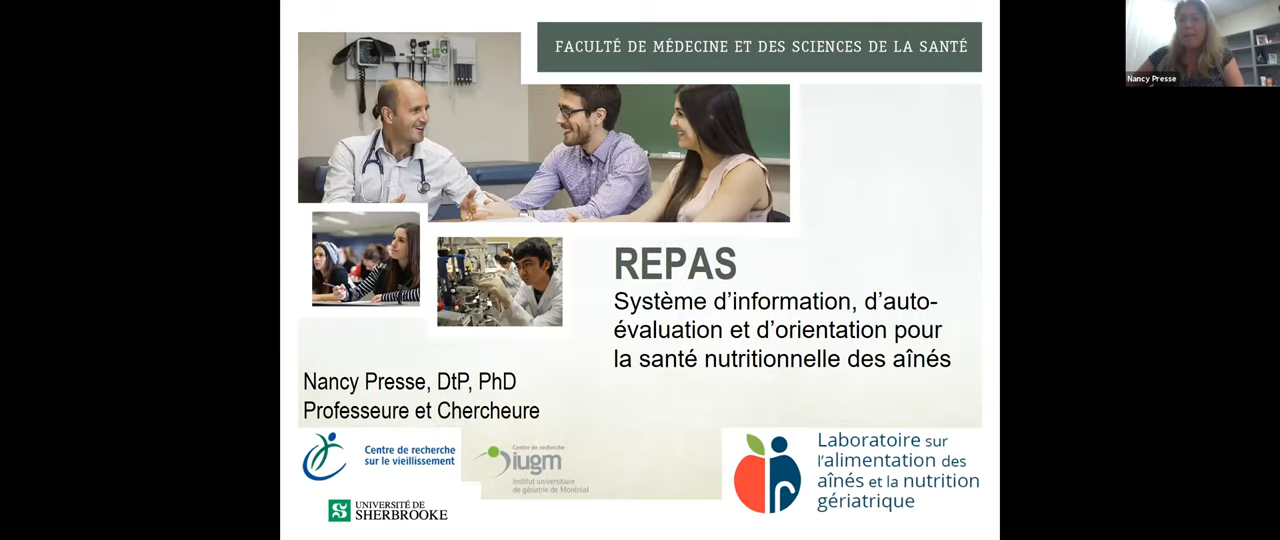 FACULTÉ DE MÉDECINE ET DES SCIENCES DE LA SANTÉ
Nancy Presse
REPAS
Système d'information, d'auto-
évaluation et d'orientation pour
la santé nutritionnelle des aînés
Nancy Presse, DtP, PhD
Professeure et Chercheure
Centre de recherche
sur le vieillissement
Centre de recherche
iugm
Institut universitaire
de gériatrie de Montréal
Laboratoire sur
l'alimentation des
aînés et la nutrition
gériatrique
UNIVERSITÉ DE
SHERBROOKE